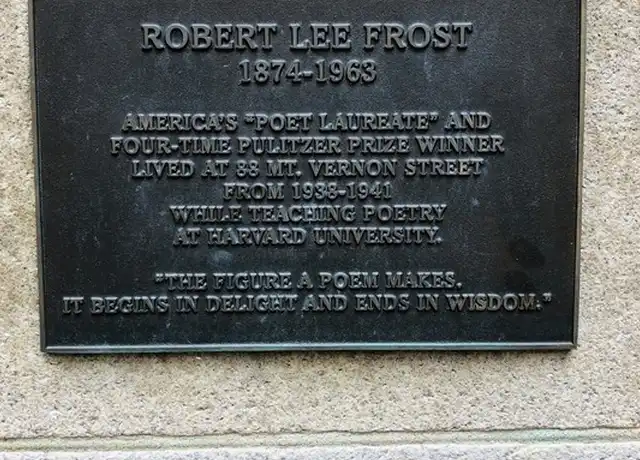 ROBERT LEE FROST
1874-1963
AMERICA'S "POET LAUREATE" AND
FOUR-TIME PULITZER PRIZE WINNER
LIVED AT 88 MT. VERNON STREET
FROM 1938-1941
WHILE TEACHING POETRY
AT HARVARD UNIVERSITY.
"THE FIGURE A POEM MAKES.
IT BEGINS IN DELIGHT AND ENDS IN WISDOM."